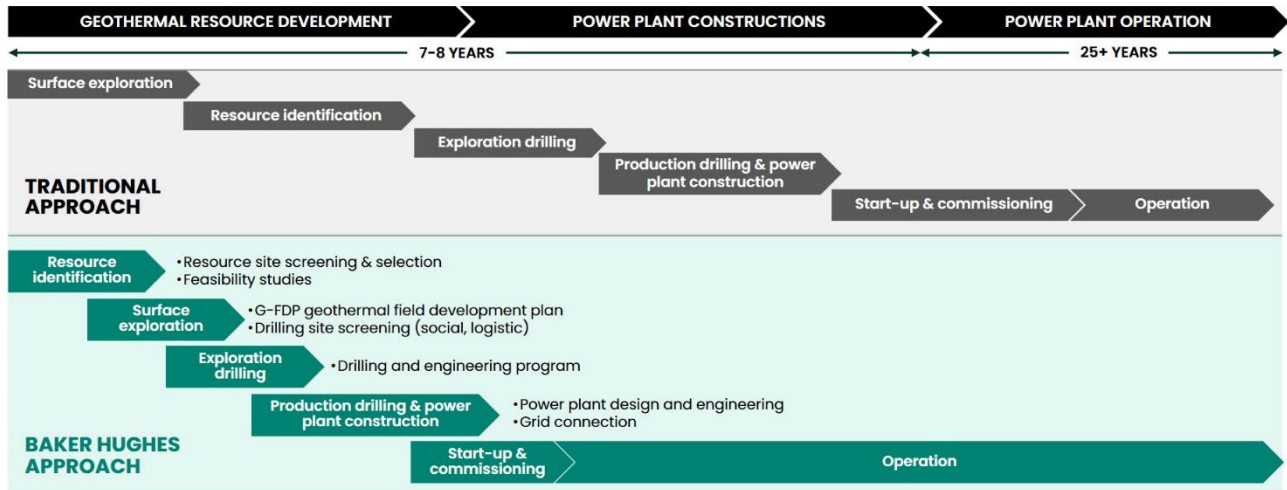 GEOTHERMAL RESOURCE DEVELOPMENT
POWER PLANT CONSTRUCTIONS
POWER PLANT OPERATION
7-8 YEARS
25+ YEARS
Surface exploration
Resource identification
Exploration drilling
Production drilling & power
plant construction
TRADITIONAL
APPROACH
Start-up & commissioning
Operation
Resource
identification
•Resource site screening & selection
•Feasibility studies
Surface
exploration
•G-FDP geothermal field development plan
•Drilling site screening (social, logistic)
Exploration
drilling
•Drilling and engineering program
Production drilling & power
plant construction
•Power plant design and engineering
•Grid connection
BAKER HUGHES
APPROACH
Start-up &
commissioning
Operation